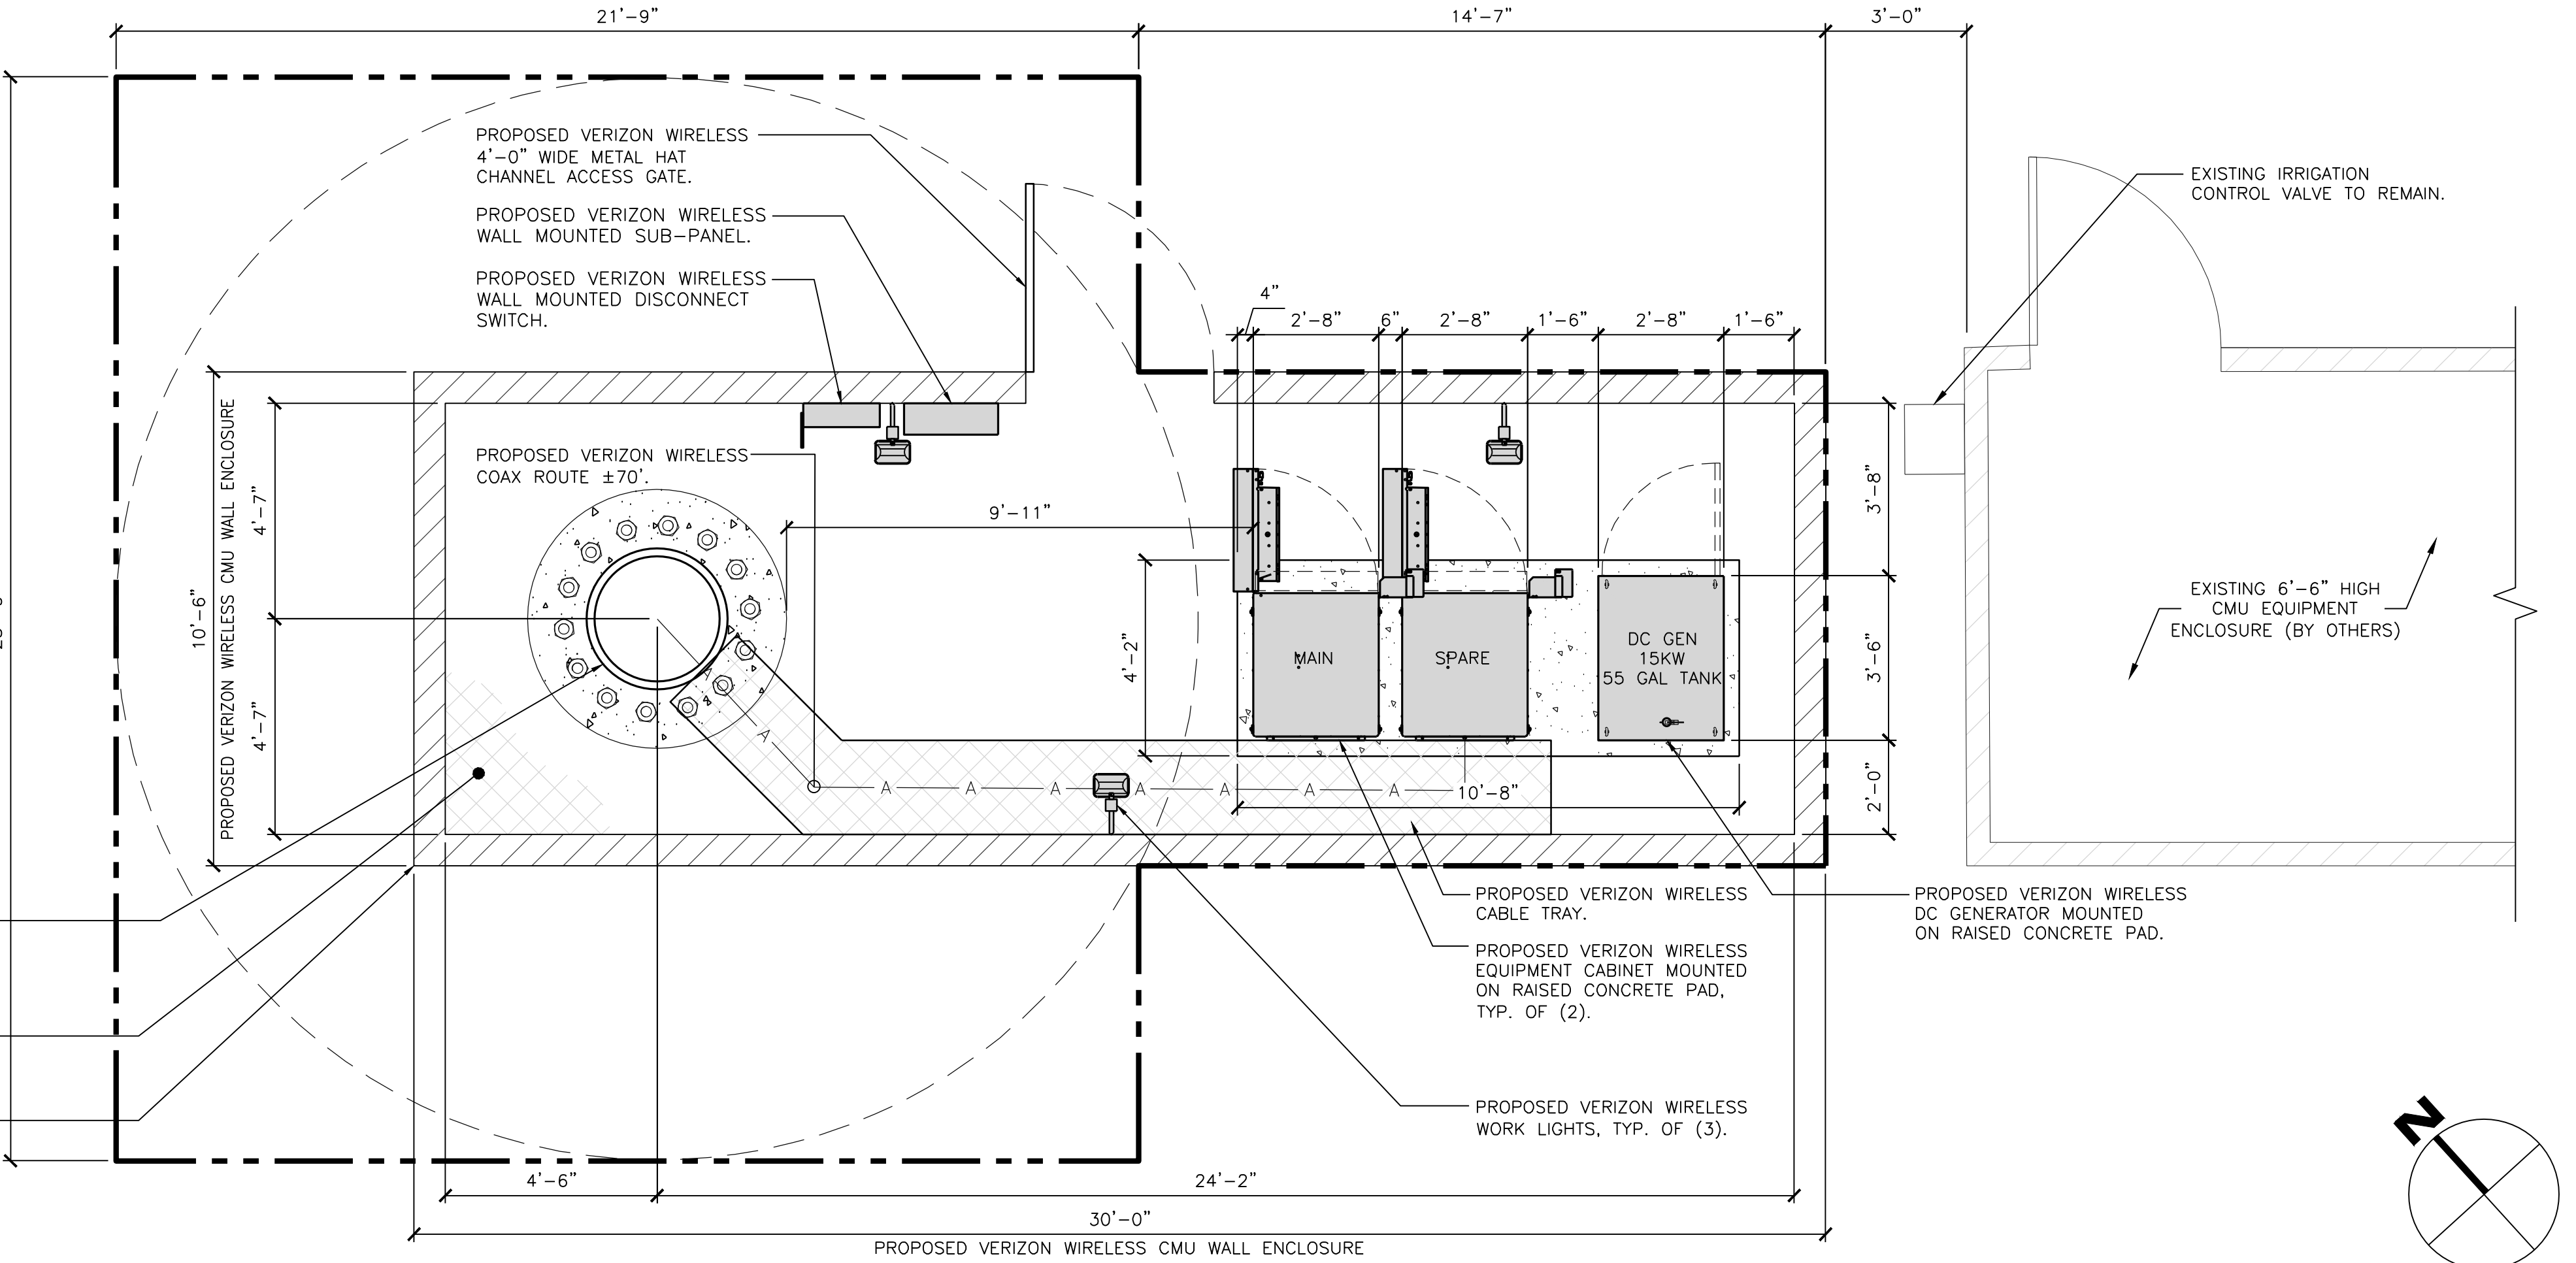 21'-9"
14'-7"
3'-0"
PROPOSED VERIZON WIRELESS
4'-0" WIDE METAL HAT
CHANNEL ACCESS GATE.
PROPOSED VERIZON WIRELESS
WALL MOUNTED SUB-PANEL.
PROPOSED VERIZON WIRELESS
WALL MOUNTED DISCONNECT
SWITCH.
EXISTING IRRIGATION
CONTROL VALVE TO REMAIN.
4"
2'-8"
6"
2'-8"
1'-6"
2'-8"
1'-6"
PROPOSED VERIZON WIRELESS
COAX ROUTE ±70'.
9'-11"
10'-6"
PROPOSED VERIZON WIRELESS CMU WALL ENCLOSURE
4'-7"
4'-7"
4'-2"
MAIN
SPARE
DC GEN
15KW
55 GAL TANK
3'-8"
3'-6"
2'-0"
EXISTING 6'-6" HIGH
CMU EQUIPMENT
ENCLOSURE (BY OTHERS)
A
A
A A A A A A A
10'-8"
PROPOSED VERIZON WIRELESS
CABLE TRAY.
PROPOSED VERIZON WIRELESS
EQUIPMENT CABINET MOUNTED
ON RAISED CONCRETE PAD,
TYP. OF (2).
PROPOSED VERIZON WIRELESS
DC GENERATOR MOUNTED
ON RAISED CONCRETE PAD.
PROPOSED VERIZON WIRELESS
WORK LIGHTS, TYP. OF (3).
4'-6"
24'-2"
30'-0"
PROPOSED VERIZON WIRELESS CMU WALL ENCLOSURE
N